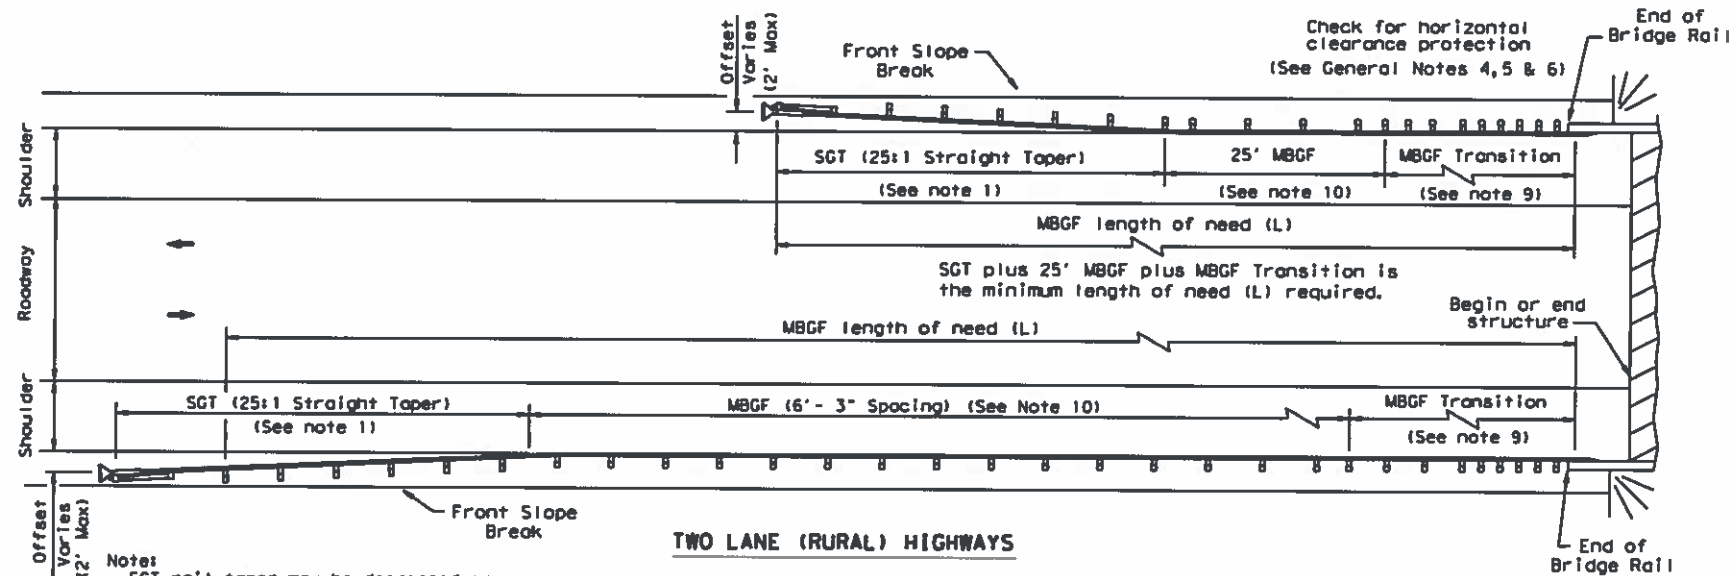 Offset
Varies
(2' Max)
Front Slope
Break
Check for horizontal
clearance protection
(See General Notes 4,5 & 6)
End of
Bridge Rail
Shoulder
SGT (25:1 Straight Taper)
(See note 1)
25' MBGF
(See note 10)
MBGF Transition
(See note 9)
MBGF length of need (L)
SGT plus 25' MBGF plus MBGF Transition is
the minimum length of need (L) required.
Roadway
Begin or end
structure
MBGF length of need (L)
Shoulder
SGT (25:1 Straight Taper)
(See note 1)
MBGF (6'- 3" Spacing) (See Note 10)
MBGF Transition
(See note 9)
Front Slope
Break
Offset
Varies
(2' Max)
Note:
TWO LANE (RURAL) HIGHWAYS
End of
Bridge Rail